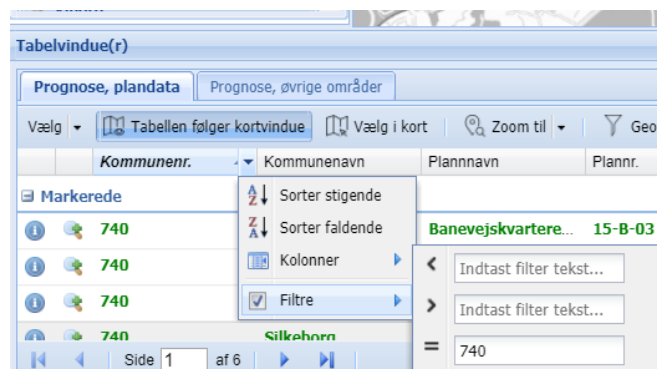 Tabelvindue(r)
Prognose, plandata Prognose, øvrige områder
Vælg Tabellen følger kortvindue Vælg i kort Zoom til Geo
Kommunenr. Kommunenavn Plannnavn Plannr.
Markerede
Sorter stigende
740 Sorter faldende Banevejskvartere... 15-B-03
740 Kolonner
< Indtast filter tekst...
740 Filtre
> Indtast filter tekst...
740 Silkeborg
= 740
Side 1 af 6